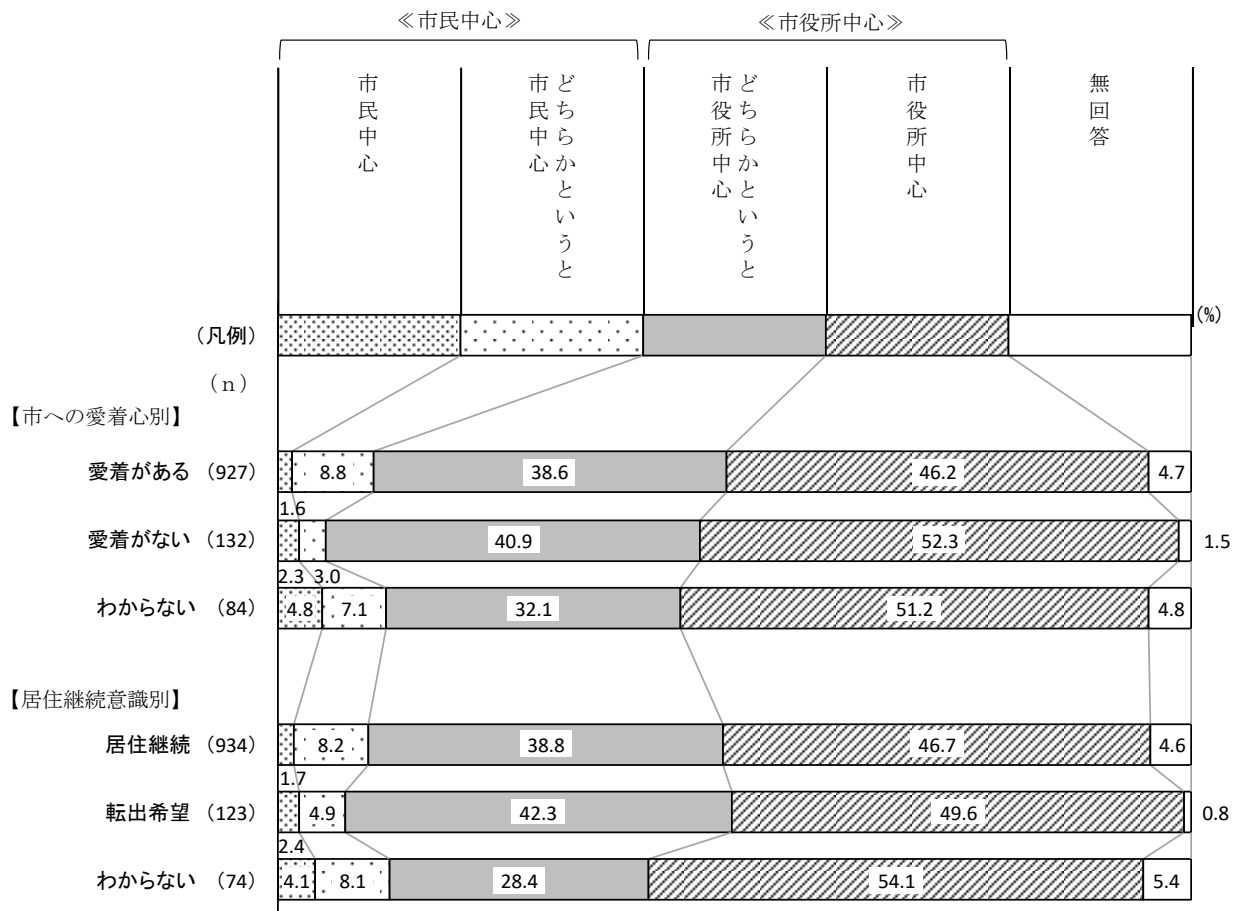 ≪市民中心≫
≪市役所中心≫
市民中心
どちらかというと
市民中心
どちらかというと
市役所中心
市役所中心
無回答
(%)
(凡例)
(n)
【市への愛着心別】
愛着がある (927)
8.8
38.6
46.2
4.7
1.6
愛着がない (132)
40.9
52.3
1.5
2.3
3.0
わからない (84)
4.8
7.1
32.1
51.2
4.8
【居住継続意識別】
居住継続 (934)
8.2
38.8
46.7
4.6
1.7
転出希望 (123)
4.9
42.3
49.6
0.8
2.4
わからない (74)
4.1
8.1
28.4
54.1
5.4